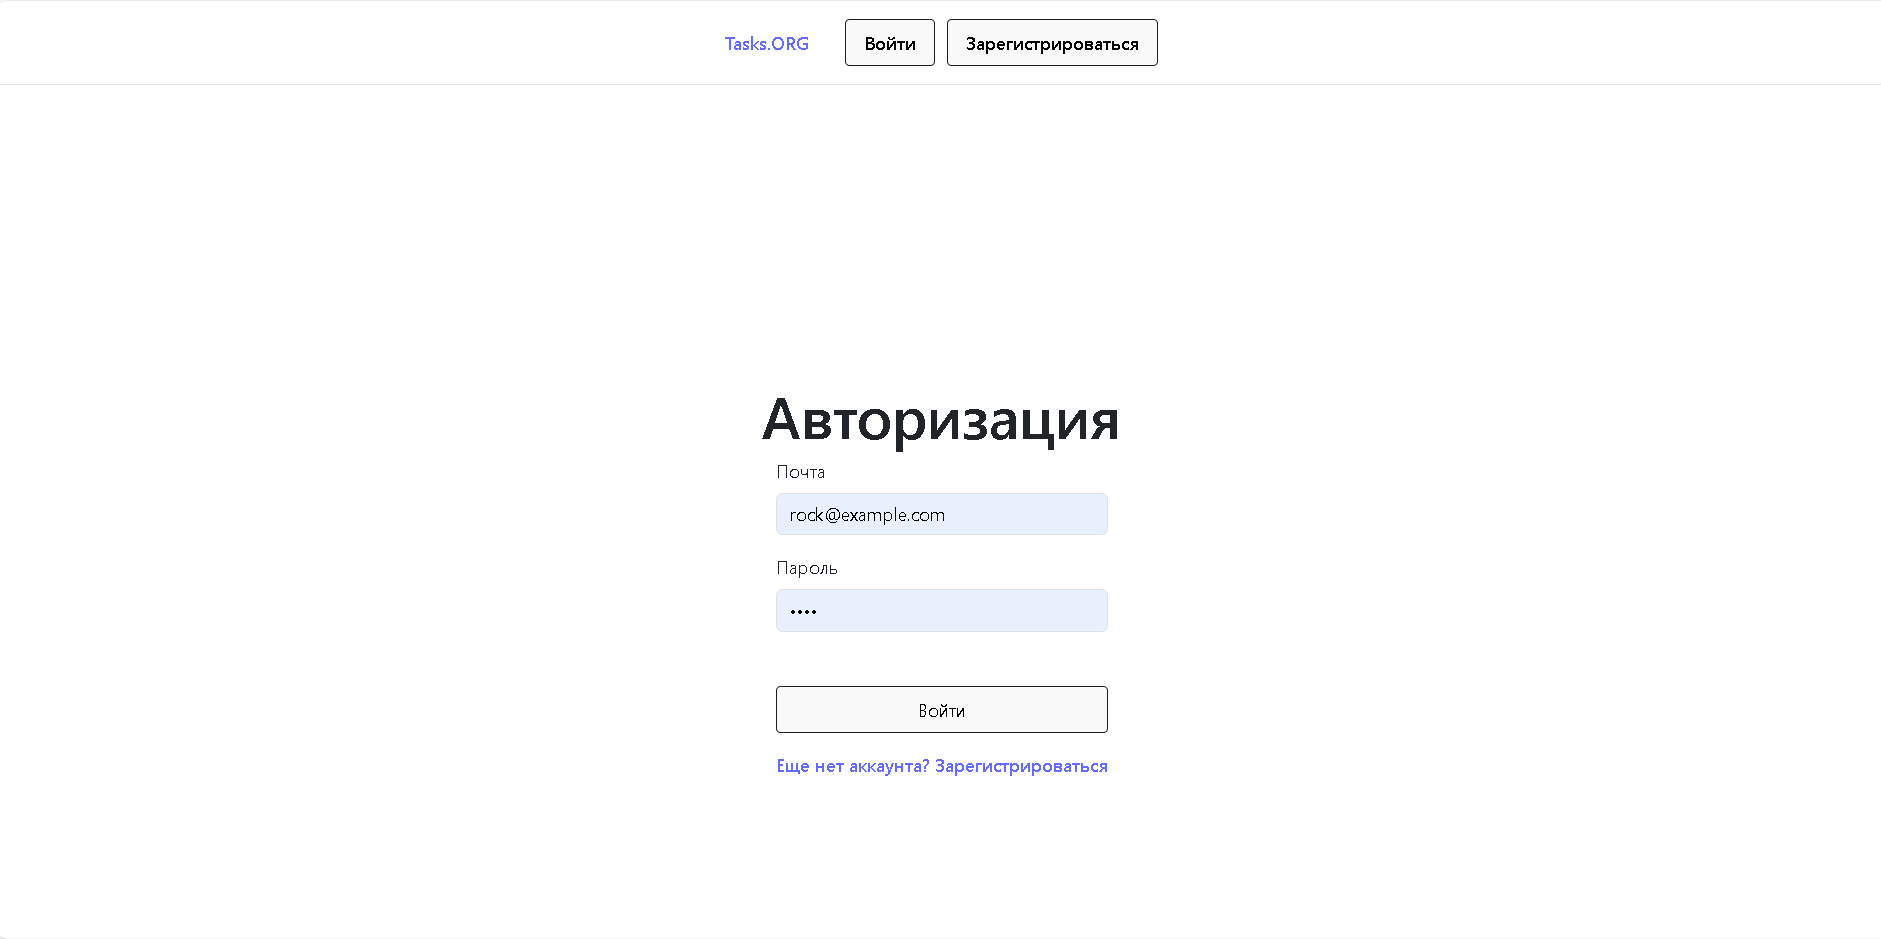 Tasks.ORG Войти Зарегистрироваться
Авторизация
Почта
rock@example.com
Пароль
••••
Войти
Еще нет аккаунта? Зарегистрироваться